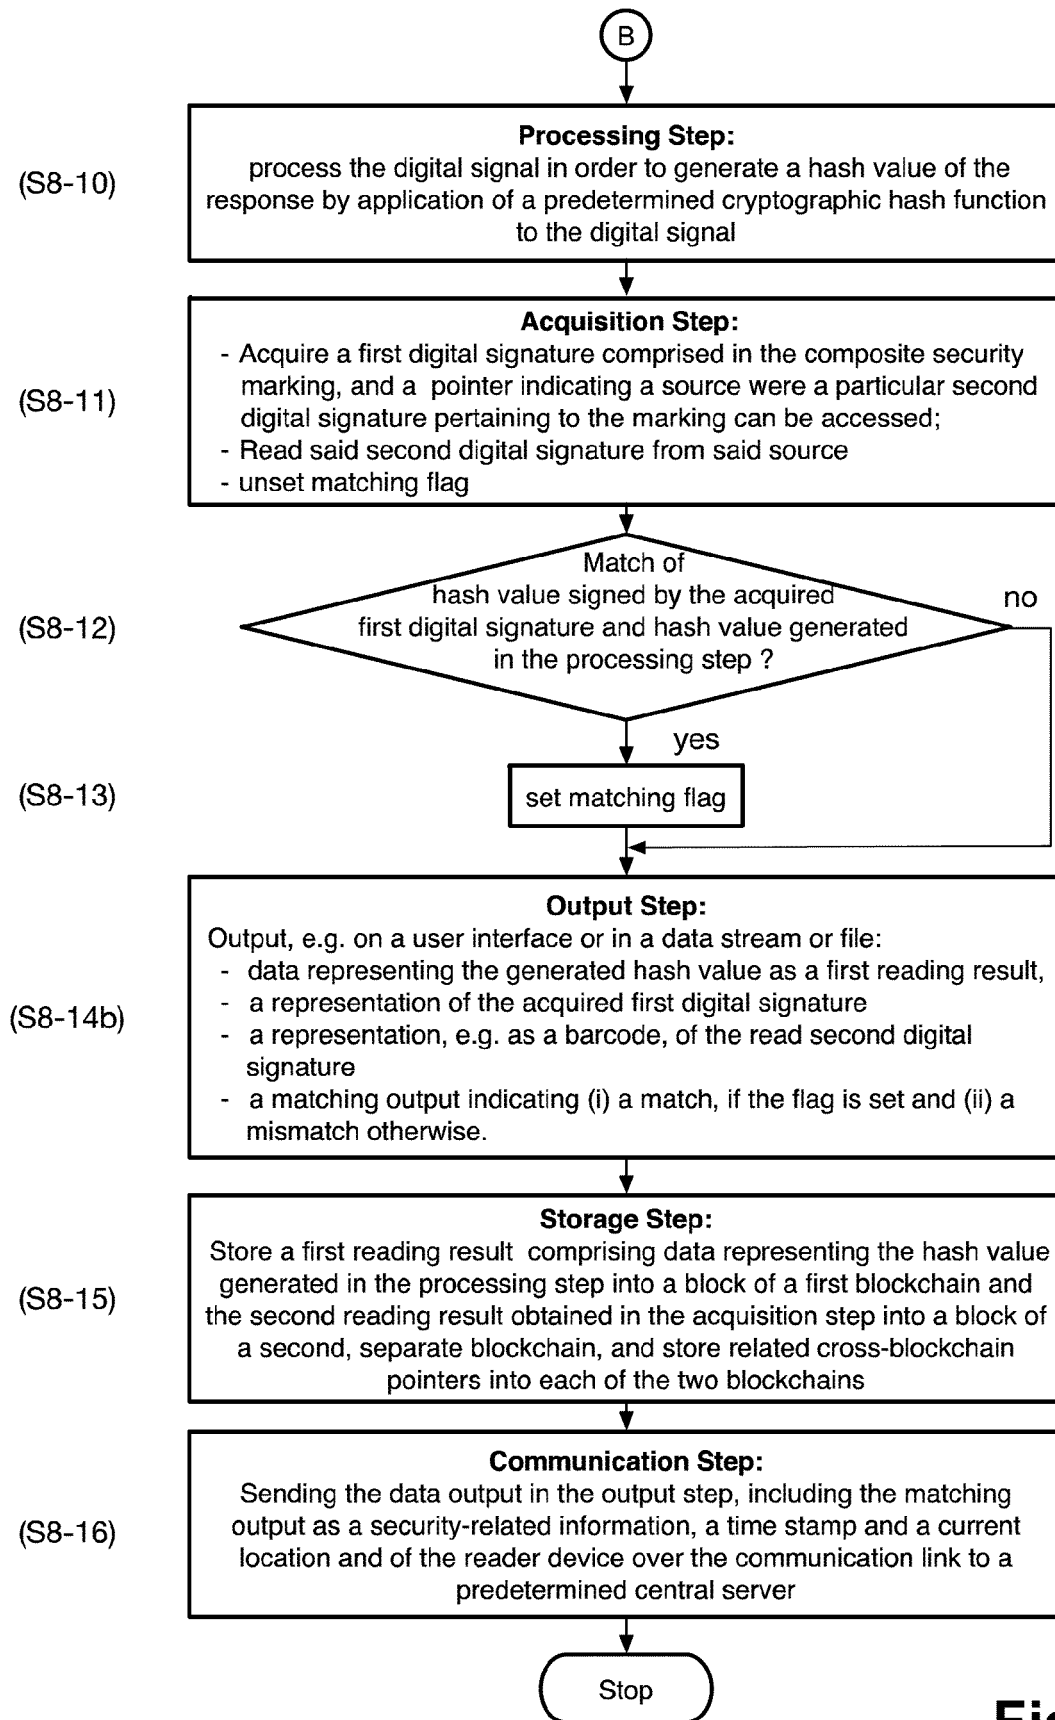 B
Processing Step:
(S8-10)
process the digital signal in order to generate a hash value of the
response by application of a predetermined cryptographic hash function
to the digital signal
Acquisition Step:
(S8-11)
- Acquire a first digital signature comprised in the composite security
marking, and a pointer indicating a source were a particular second
digital signature pertaining to the marking can be accessed;
- Read said second digital signature from said source
- unset matching flag
(S8-12)
Match of
hash value signed by the acquired
first digital signature and hash value generated
in the processing step ?
no
yes
(S8-13)
set matching flag
Output Step:
(S8-14b)
Output, e.g. on a user interface or in a data stream or file:
- data representing the generated hash value as a first reading result,
- a representation of the acquired first digital signature
- a representation, e.g. as a barcode, of the read second digital
signature
- a matching output indicating (i) a match, if the flag is set and (ii) a
mismatch otherwise.
Storage Step:
(S8-15)
Store a first reading result comprising data representing the hash value
generated in the processing step into a block of a first blockchain and
the second reading result obtained in the acquisition step into a block of
a second, separate blockchain, and store related cross-blockchain
pointers into each of the two blockchains
Communication Step:
(S8-16)
Sending the data output in the output step, including the matching
output as a security-related information, a time stamp and a current
location and of the reader device over the communication link to a
predetermined central server
Stop